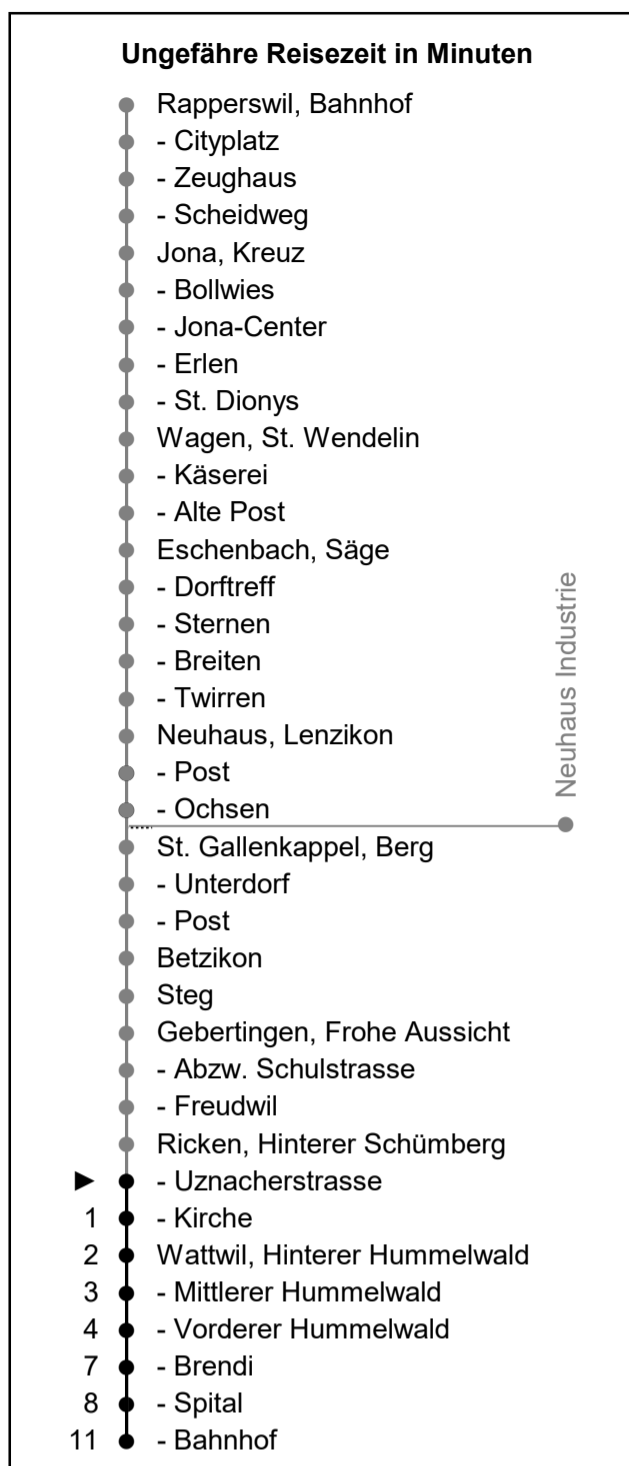 Ungefähre Reisezeit in Minuten
Rapperswil, Bahnhof
- Cityplatz
- Zeughaus
- Scheidweg
Jona, Kreuz
- Bollwies
- Jona-Center
- Erlen
- St. Dionys
Wagen, St. Wendelin
- Käserei
- Alte Post
Eschenbach, Säge
- Dorftreff
- Sternen
- Breiten
- Twirren
Neuhaus, Lenzikon
- Post
- Ochsen
Neuhaus Industrie
St. Gallenkappel, Berg
- Unterdorf
- Post
Betzikon
Steg
Gebertingen, Frohe Aussicht
- Abzw. Schulstrasse
- Freudwil
Ricken, Hinterer Schümberg
► - Uznacherstrasse
1 - Kirche
2 Wattwil, Hinterer Hummelwald
3 - Mittlerer Hummelwald
4 - Vorderer Hummelwald
7 - Brendi
8 - Spital
11 - Bahnhof